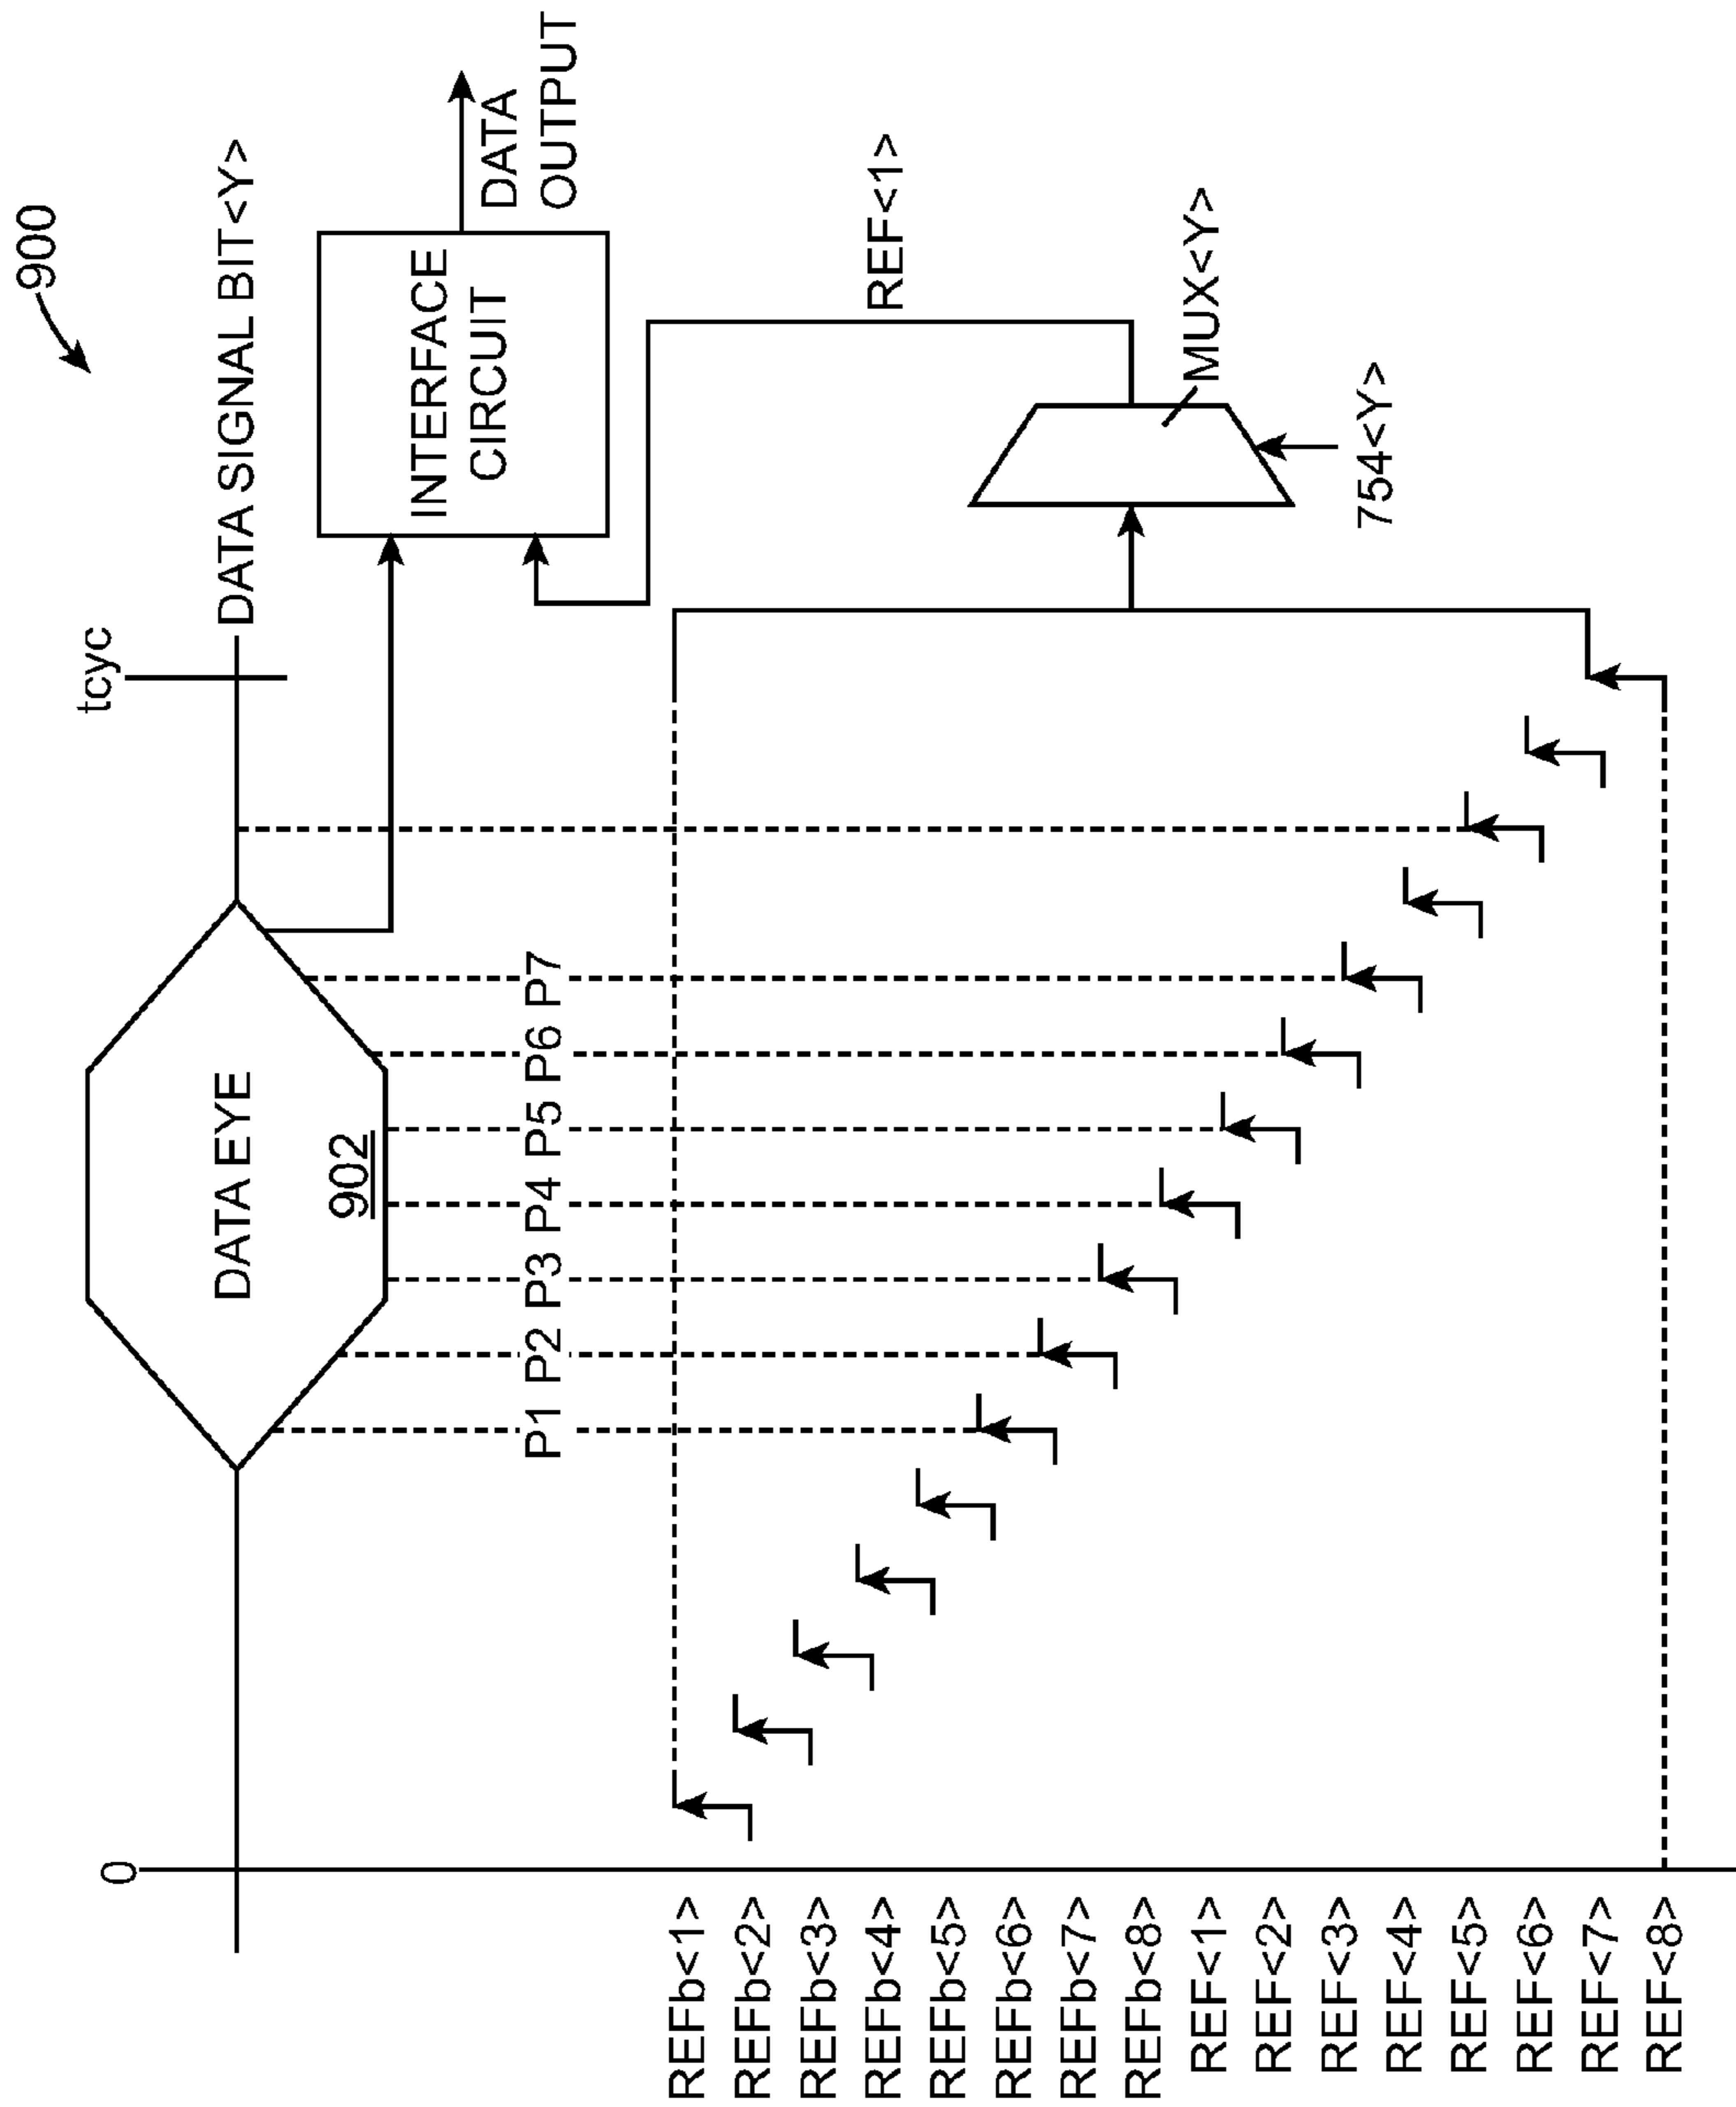 900
0
tcyc
DATA SIGNAL BIT<Y>
DATA EYE
902
INTERFACE
CIRCUIT
DATA
OUTPUT
P1 P2 P3 P4 P5 P6 P7
REFb<1>
REFb<2>
REFb<3>
REFb<4>
REFb<5>
REFb<6>
REFb<7>
REFb<8>
REF<1>
REF<2>
REF<3>
REF<4>
REF<5>
REF<6>
REF<7>
REF<8>
REF<1>
MUX<Y>
754<Y>